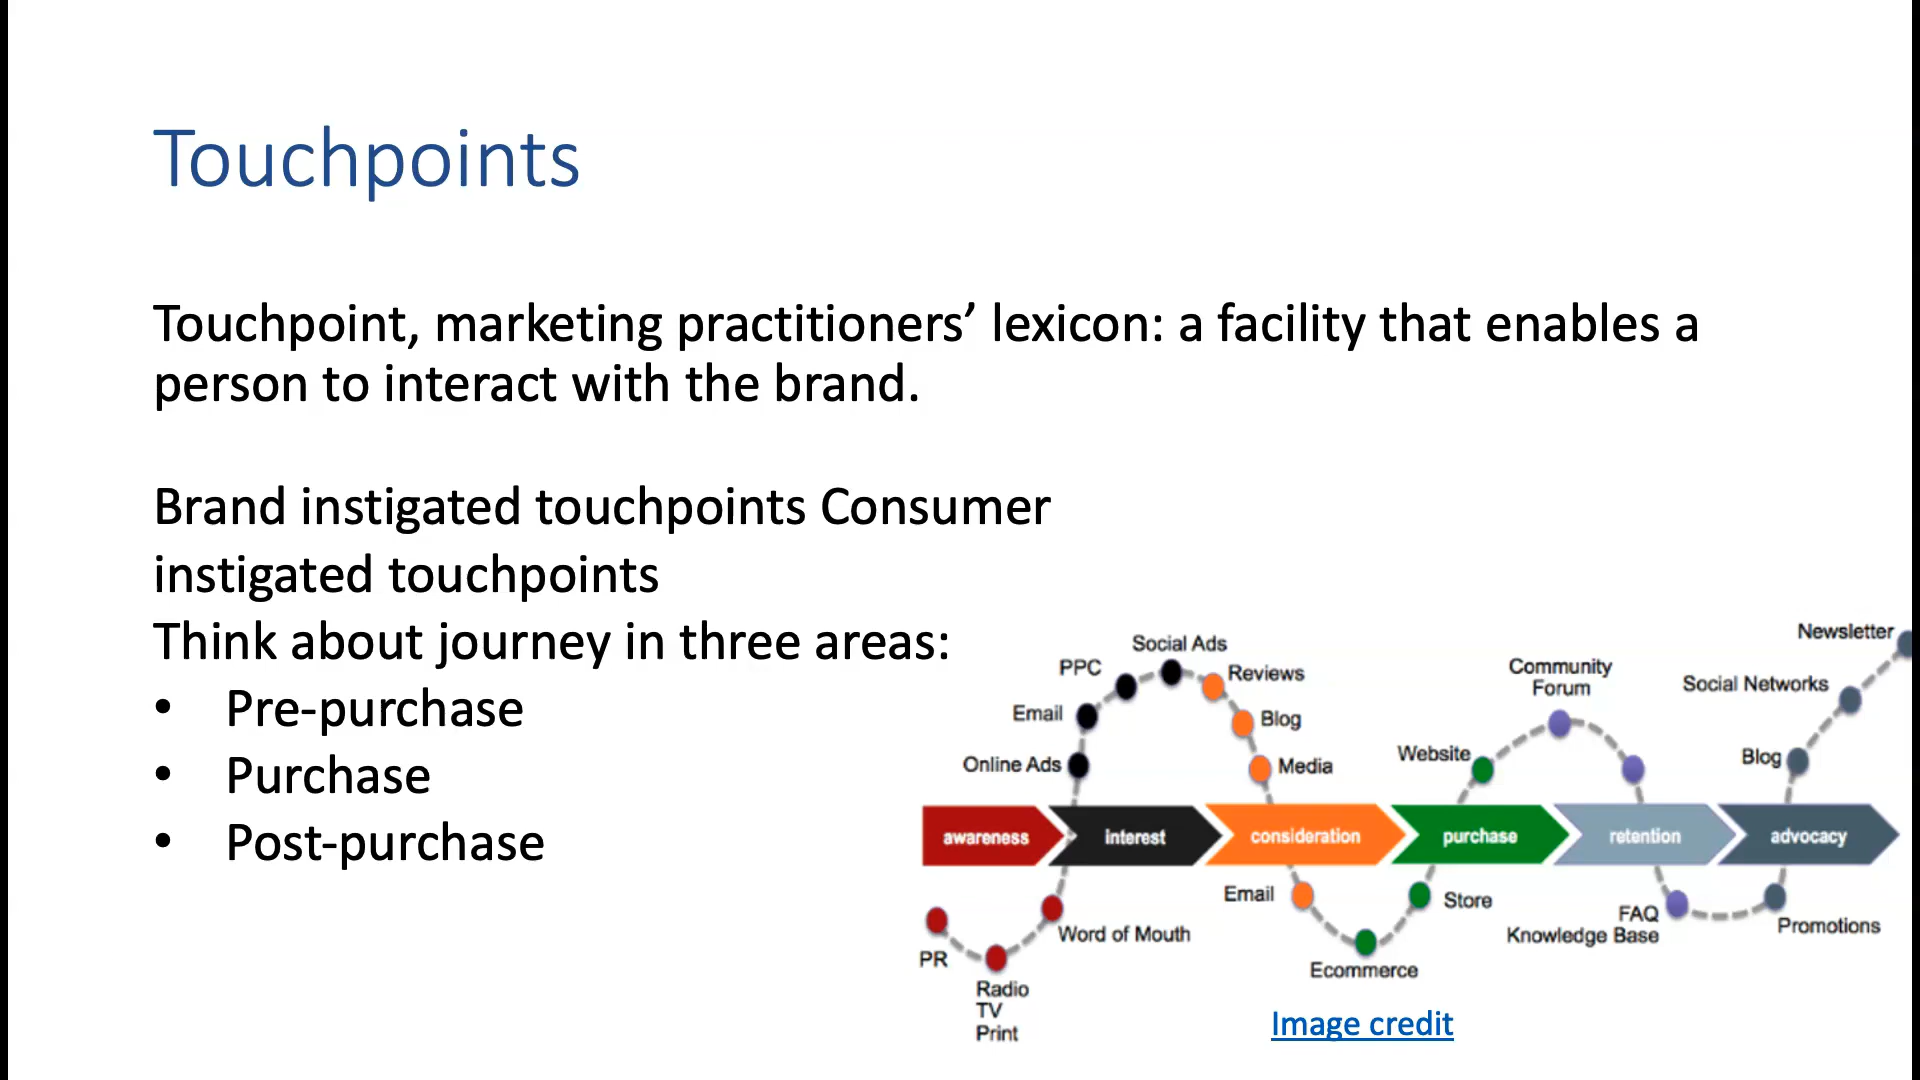 Touchpoints
Touchpoint, marketing practitioners’ lexicon: a facility that enables a
person to interact with the brand.
Brand instigated touchpoints Consumer
instigated touchpoints
Think about journey in three areas:
• Pre-purchase
• Purchase
• Post-purchase
Social Ads
PPC
Reviews
Email
Blog
Online Ads
Media
Community
Forum
Website
Newsletter
Social Networks
Blog
awareness
interest
consideration
purchase
retention
advocacy
PR
Radio
TV
Print
Word of Mouth
Email
Ecommerce
Store
FAQ
Knowledge Base
Promotions
Image credit